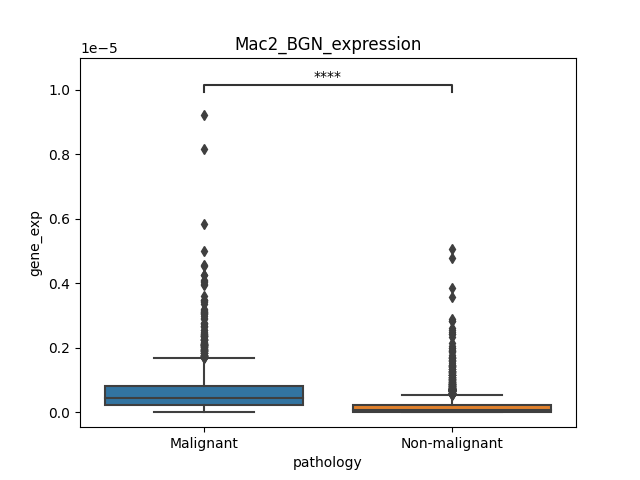 Mac2_BGN_expression
1e−5
****
1.0
0.8
0.6
0.4
0.2
0.0
gene_exp
Malignant Non-malignant
pathology